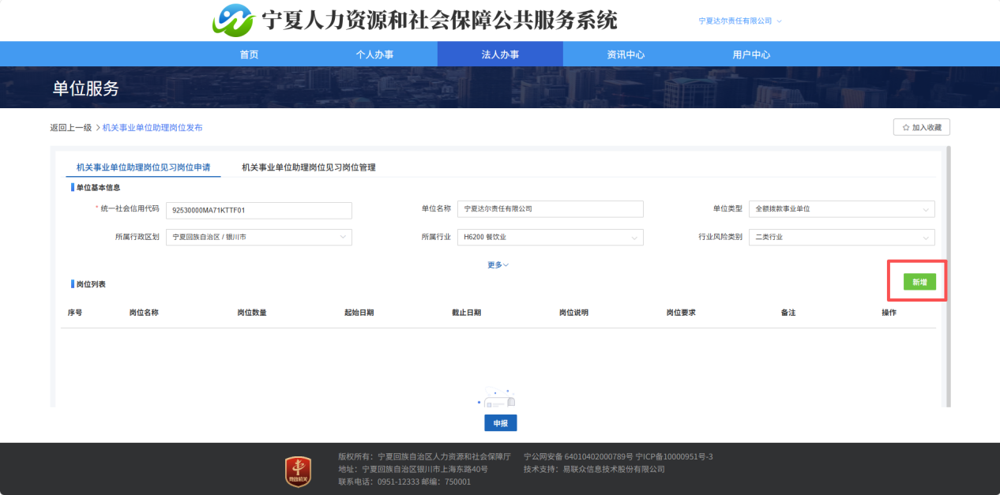 宁夏人力资源和社会保障公共服务系统
宁夏达尔责任有限公司
首页 个人办事 法人办事 资讯中心 用户中心
单位服务
返回上一级 机关事业单位助理岗位发布
加入收藏
机关事业单位助理岗位见习岗位申请 机关事业单位助理岗位见习岗位管理
单位基本信息
* 统一社会信用代码 92530000MA71KTTF01 单位名称 宁夏达尔责任有限公司 单位类型 全额拨款事业单位
所属行政区划 宁夏回族自治区 / 银川市 所属行业 H6200 餐饮业 行业风险类别 二类行业
更多
岗位列表 新增
序号 岗位名称 岗位数量 起始日期 截止日期 岗位说明 岗位要求 备注 操作
申报
党政机关
版权所有：宁夏回族自治区人力资源和社会保障厅 宁公网安备 64010402000789号 宁ICP备10000951号-3
地址：宁夏回族自治区银川市上海东路40号 技术支持：易联众信息技术股份有限公司
联系电话：0951-12333 邮编：750001